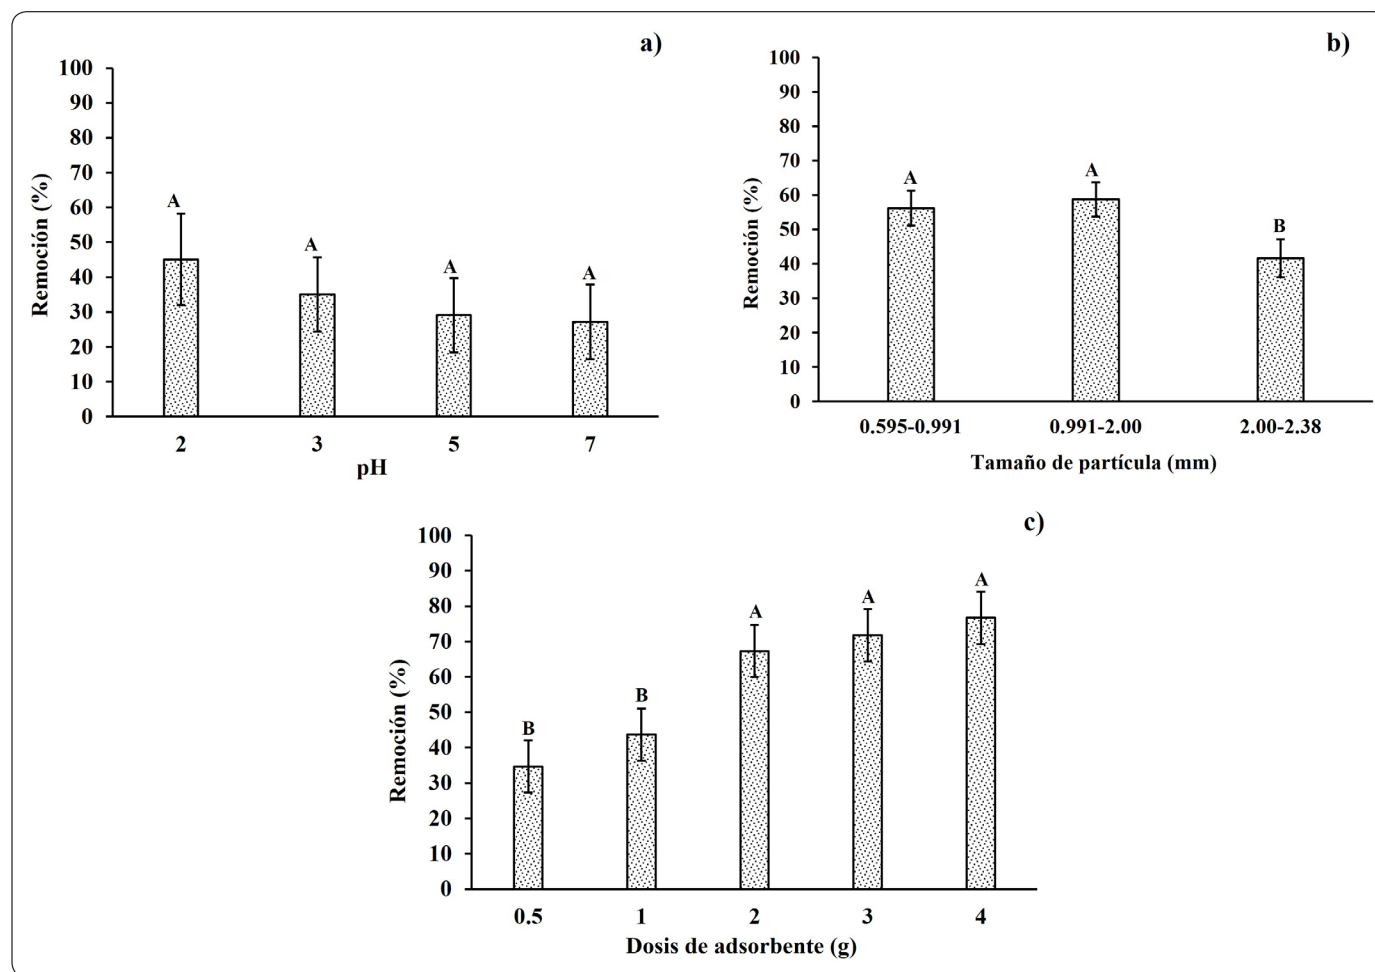 a)
100
90
80
70
60
50
40
30
20
10
0
Remoción (%)
A
A
A
A
2 3 5 7
pH
b)
100
90
80
70
60
50
40
30
20
10
0
Remoción (%)
A
A
B
0.595-0.991 0.991-2.00 2.00-2.38
Tamaño de partícula (mm)
c)
100
90
80
70
60
50
40
30
20
10
0
Remoción (%)
B
B
A
A
A
0.5 1 2 3 4
Dosis de adsorbente (g)